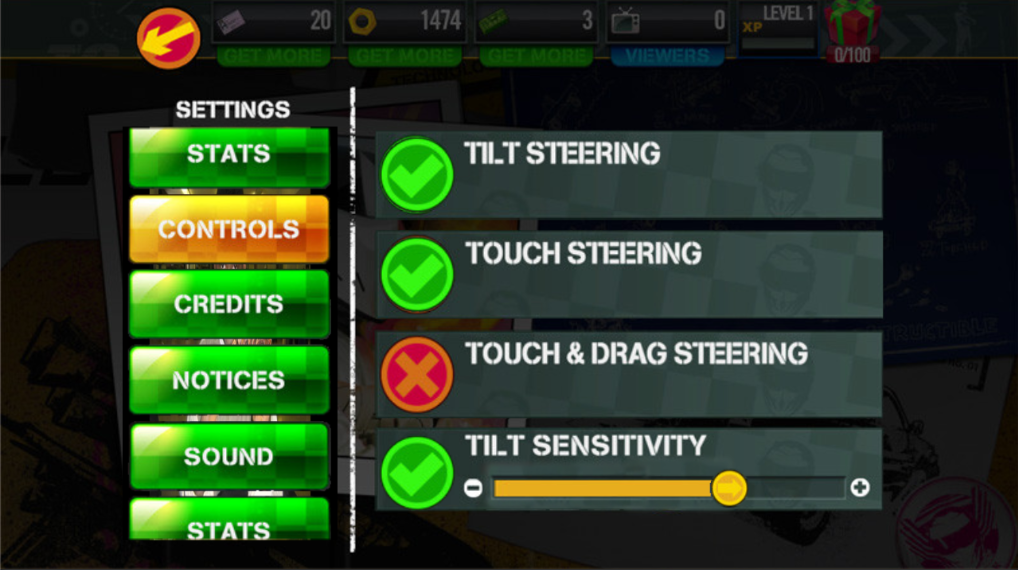 20
1474
3
0
LEVEL 1
XP
0/100
GET MORE
GET MORE
GET MORE
VIEWERS
SETTINGS
STATS
CONTROLS
CREDITS
NOTICES
SOUND
STATS
TILT STEERING
TOUCH STEERING
TOUCH & DRAG STEERING
TILT SENSITIVITY